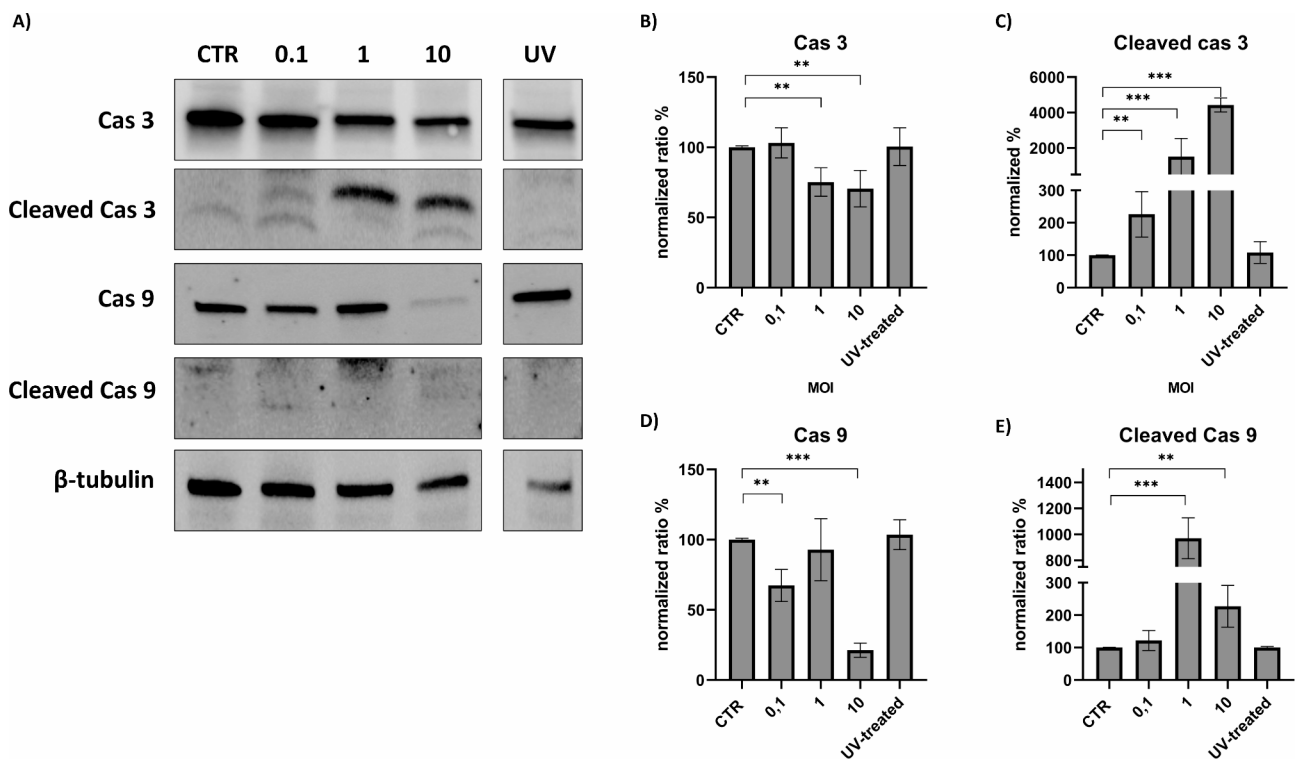 A)
CTR 0.1 1 10 UV
Cas 3
Cleaved Cas 3
Cas 9
Cleaved Cas 9
β-tubulin
B)
Cas 3
normalized ratio %
150
100
50
0
**
**
CTR
0,1
1
10
UV-treated
MOI
C)
Cleaved cas 3
normalized %
6000
4000
2000
300
200
100
0
***
***
**
CTR
0,1
1
10
UV-treated
MOI
D)
Cas 9
normalized ratio %
150
100
50
0
***
**
CTR
0,1
1
10
UV-treated
E)
Cleaved Cas 9
normalized ratio %
1400
1200
1000
800
300
200
100
0
**
***
CTR
0,1
1
10
UV-treated